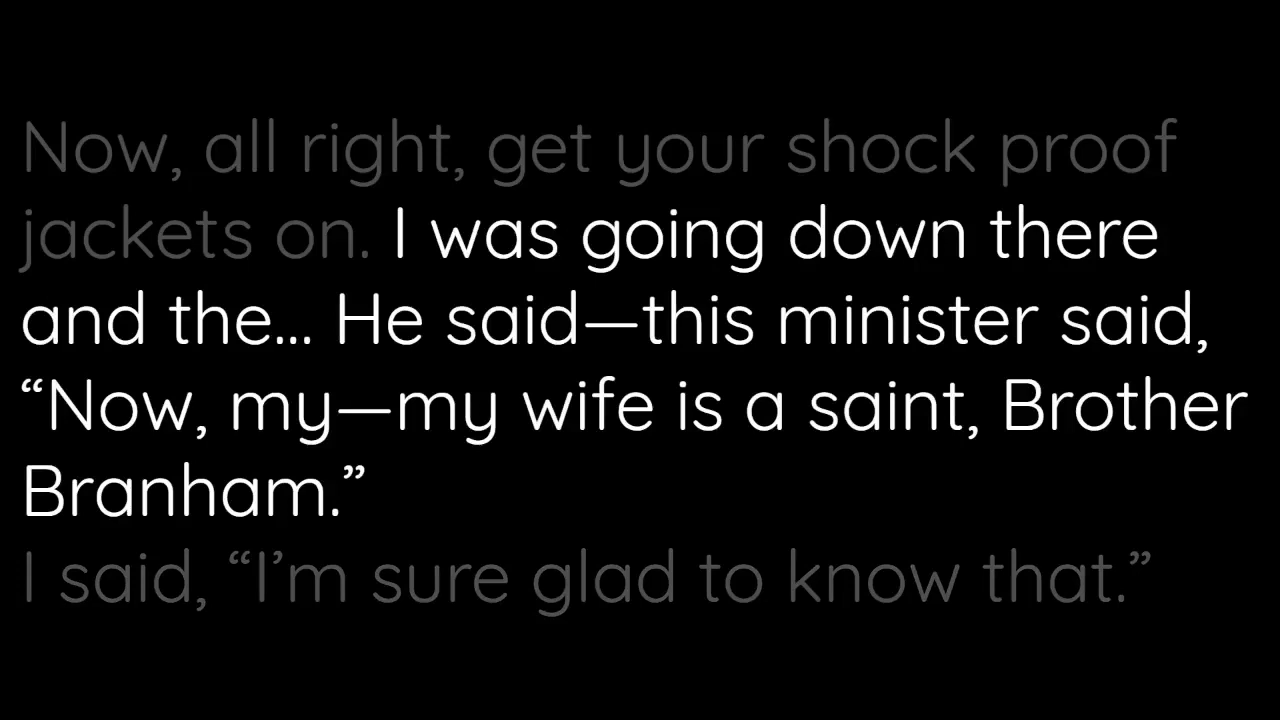 Now, all right, get your shock proof
jackets on. I was going down there
and the... He said—this minister said,
“Now, my—my wife is a saint, Brother
Branham.”
I said, “I’m sure glad to know that.”